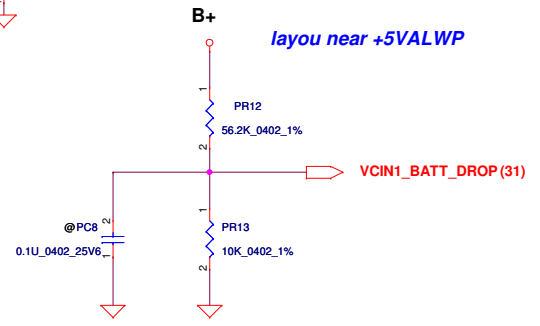 B+
layou near +5VALWP
1
PR12
56.2K_0402_1%
2
VCIN1_BATT_DROP (31)
@PC8
2
0.1U_0402_25V6
1
1
PR13
10K_0402_1%
2